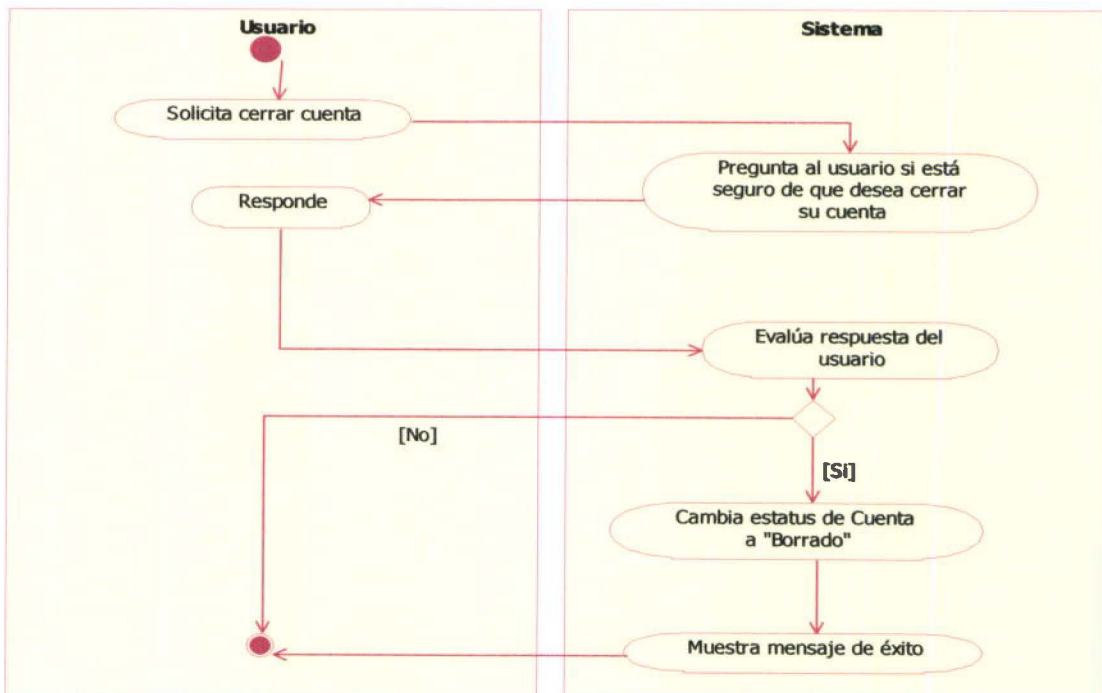 Usuario
Sistema
Solicita cerrar cuenta
Pregunta al usuario si está
seguro de que desea cerrar
su cuenta
Responde
Evalúa respuesta del
usuario
[No]
[Si]
Cambia estatus de Cuenta
a "Borrado"
Muestra mensaje de éxito